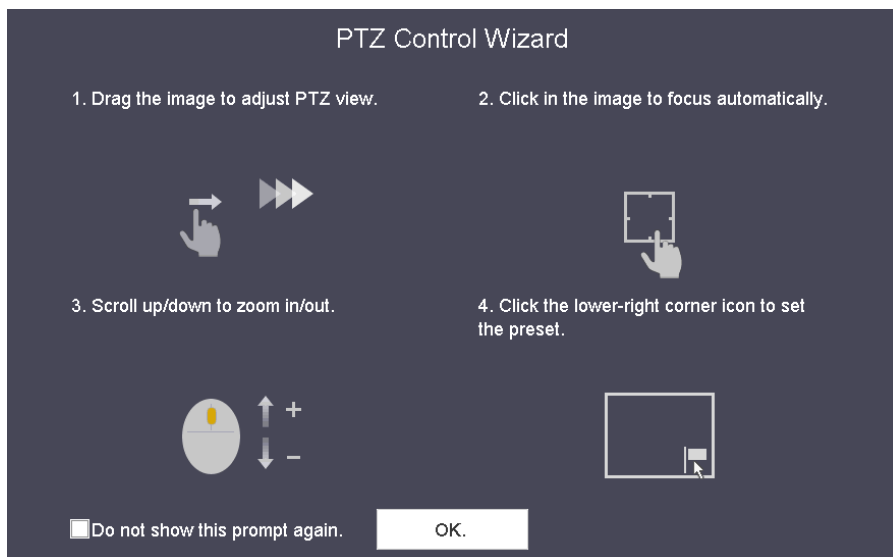 PTZ Control Wizard
1. Drag the image to adjust PTZ view.
2. Click in the image to focus automatically.
3. Scroll up/down to zoom in/out.
4. Click the lower-right corner icon to set
the preset.
Do not show this prompt again.
OK.